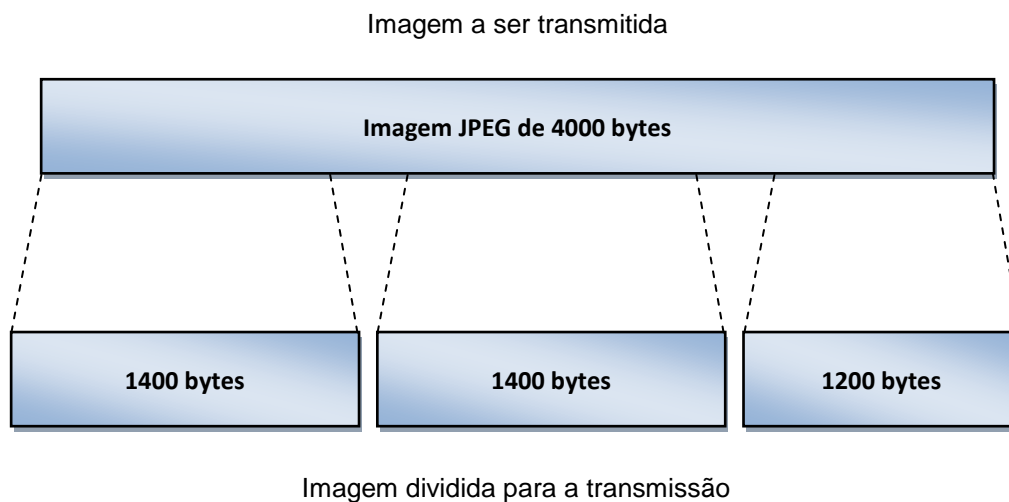 Imagem a ser transmitida
Imagem JPEG de 4000 bytes
1400 bytes
1400 bytes
1200 bytes
Imagem dividida para a transmissão